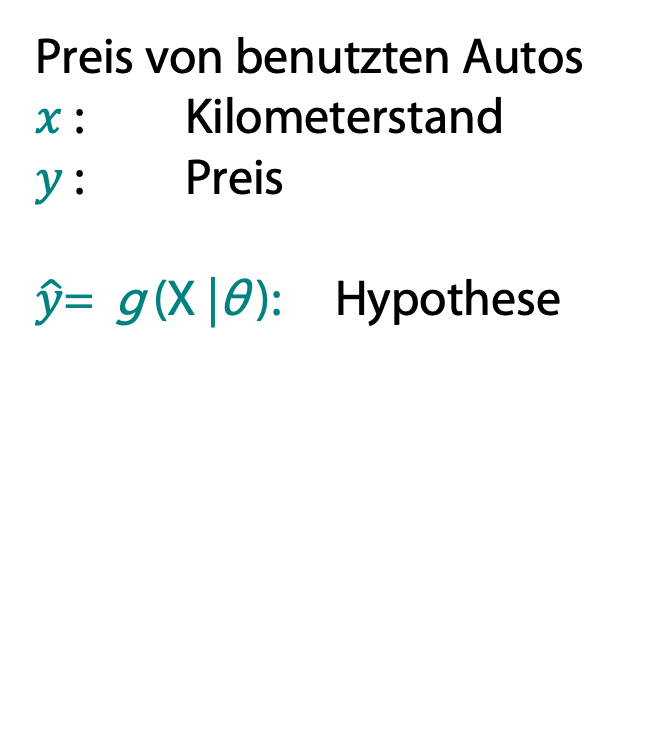 Preis von benutzten Autos
x : Kilometerstand
y : Preis
ŷ= g(X|θ): Hypothese